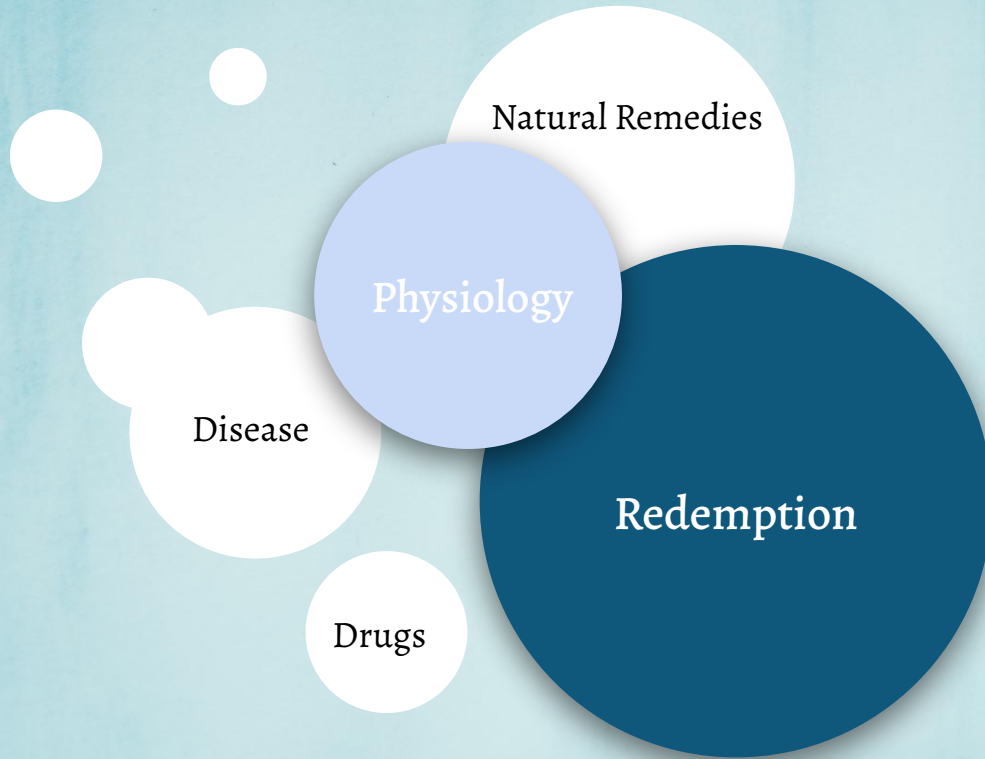 Natural Remedies
Physiology
Disease
Redemption
Drugs